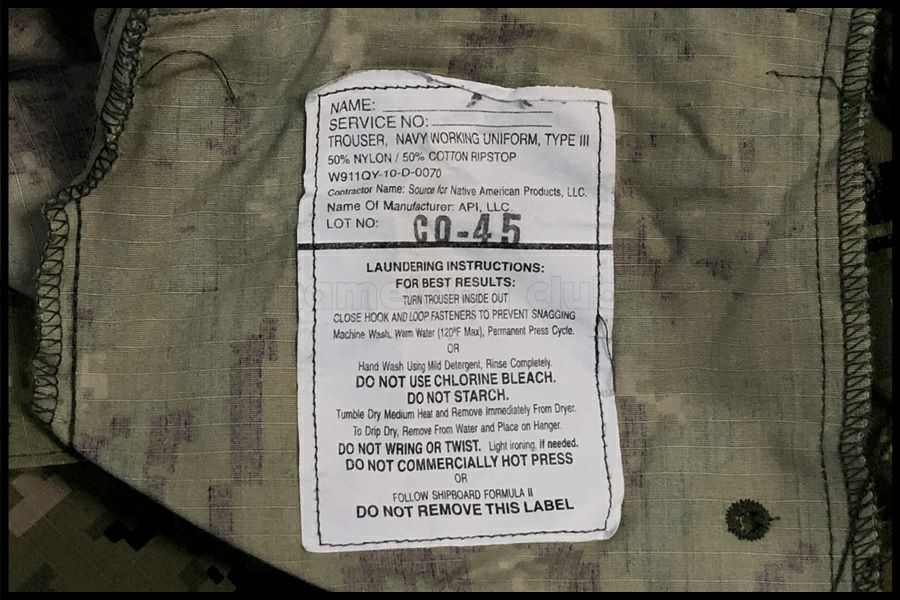 NAME:
SERVICE NO:
TROUSER, NAVY WORKING UNIFORM, TYPE III
50% NYLON / 50% COTTON RIPSTOP
W911QY-10-D-0070
Contractor Name: Source for Native American Products, LLC.
Name Of Manufacturer: API, LLC.
LOT NO: CO-45
LAUNDERING INSTRUCTIONS:
FOR BEST RESULTS:
TURN TROUSER INSIDE OUT
CLOSE HOOK AND LOOP FASTENERS TO PREVENT SNAGGING
Machine Wash, Warm Water (120ºF Max), Permanent Press Cycle.
OR
Hand Wash Using Mild Detergent, Rinse Completely.
DO NOT USE CHLORINE BLEACH.
DO NOT STARCH.
Tumble Dry Medium Heat and Remove Immediately From Dryer.
To Drip Dry, Remove From Water and Place on Hanger.
DO NOT WRING OR TWIST. Light ironing, if needed.
DO NOT COMMERCIALLY HOT PRESS
OR
FOLLOW SHIPBOARD FORMULA II
DO NOT REMOVE THIS LABEL